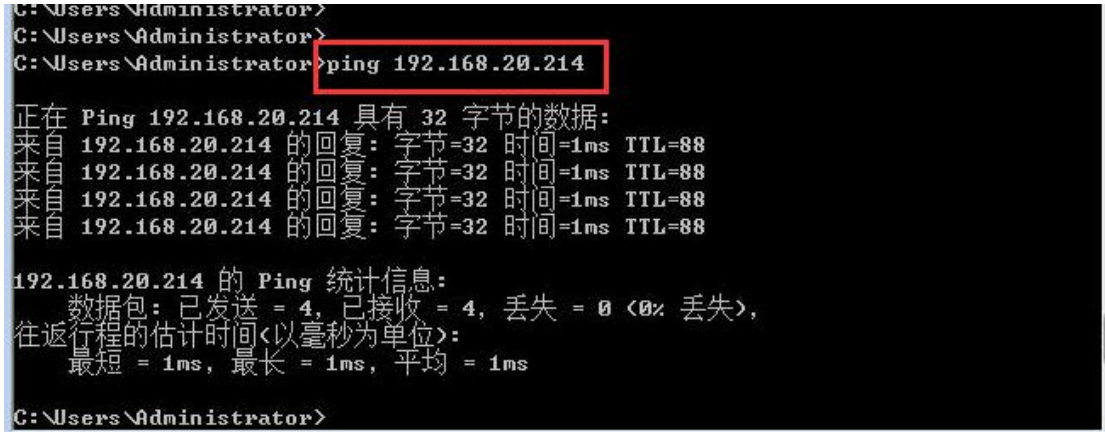 C:\Users\Administrator>
C:\Users\Administrator>
C:\Users\Administrator>ping 192.168.20.214
正在 Ping 192.168.20.214 具有 32 字节的数据:
来自 192.168.20.214 的回复: 字节=32 时间=1ms TTL=88
来自 192.168.20.214 的回复: 字节=32 时间=1ms TTL=88
来自 192.168.20.214 的回复: 字节=32 时间=1ms TTL=88
来自 192.168.20.214 的回复: 字节=32 时间=1ms TTL=88
192.168.20.214 的 Ping 统计信息:
数据包: 已发送 = 4, 已接收 = 4, 丢失 = 0 (0% 丢失),
往返行程的估计时间(以毫秒为单位):
最短 = 1ms, 最长 = 1ms, 平均 = 1ms
C:\Users\Administrator>